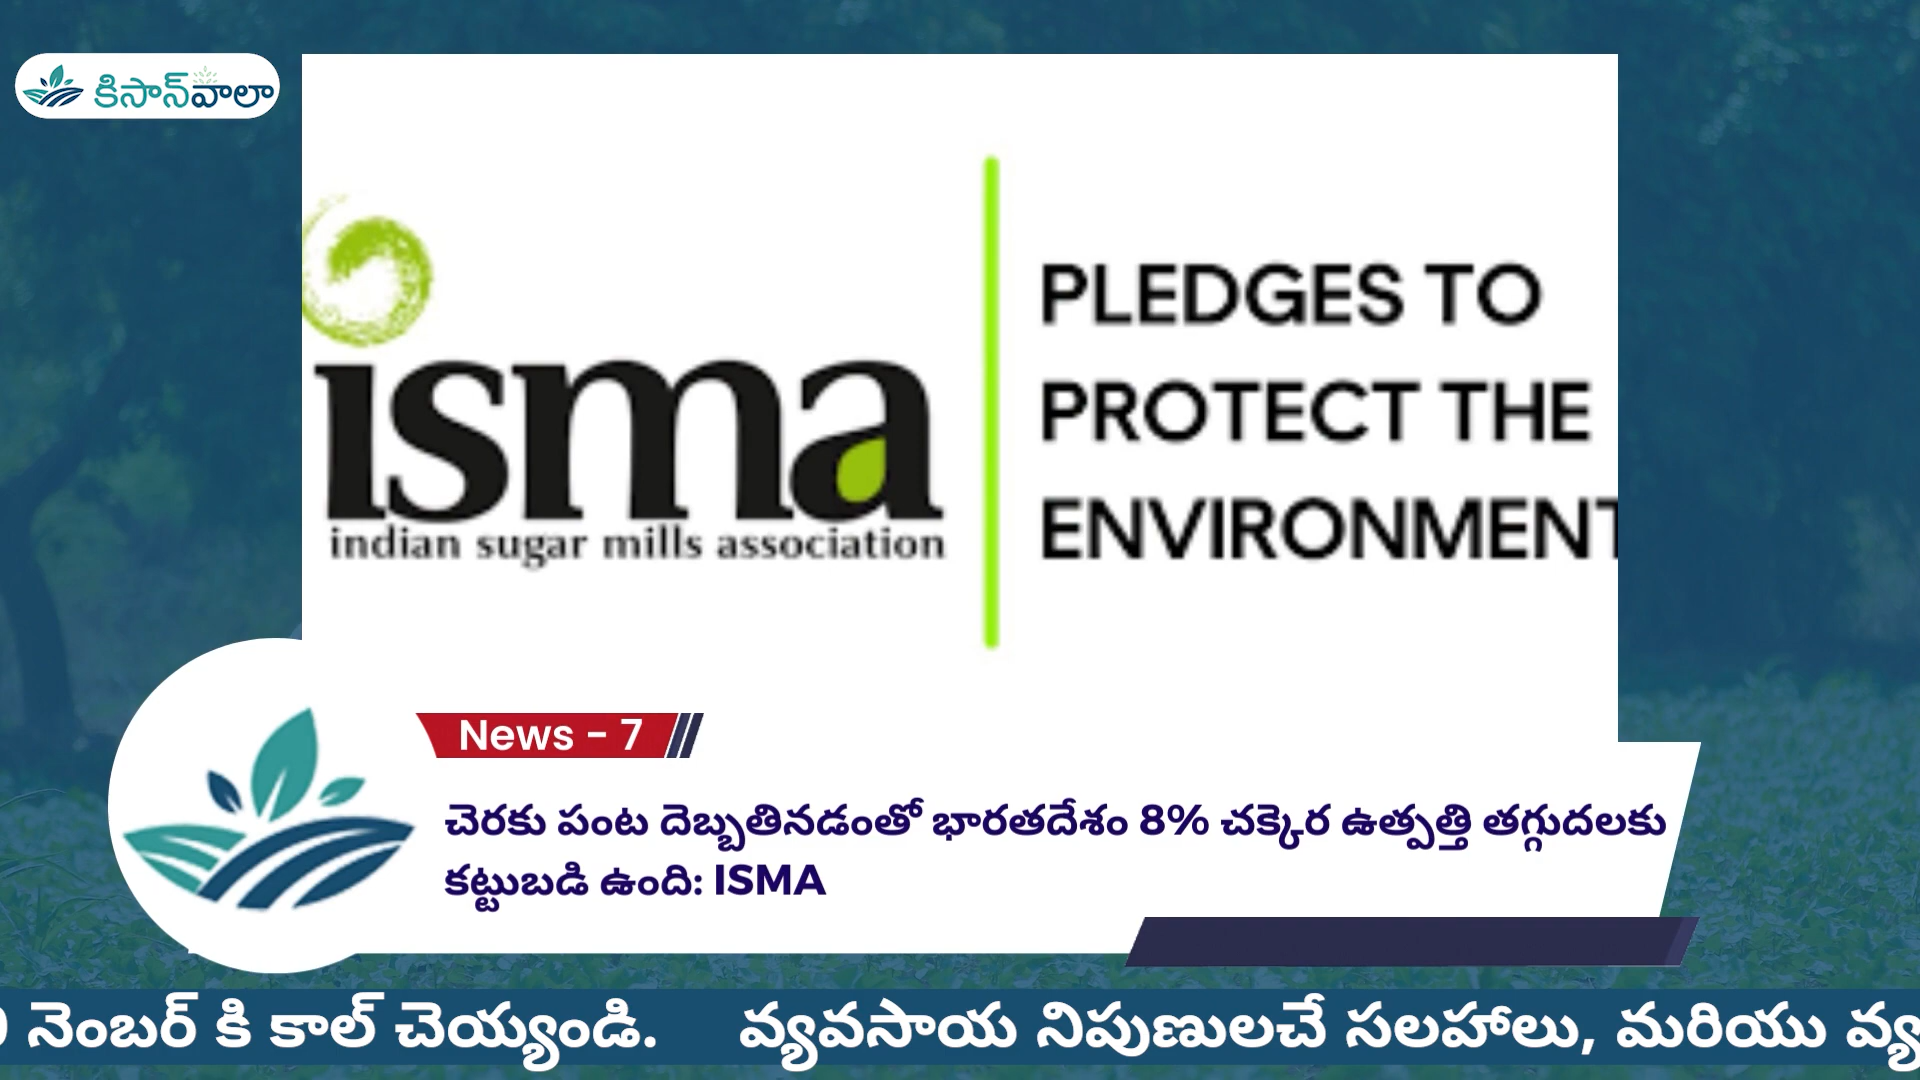 కిసాన్‌వాలా
isma
indian sugar mills association
PLEDGES TO
PROTECT THE
ENVIRONMENT
News - 7
చెరకు పంట దెబ్బతినడంతో భారతదేశం 8% చక్కెర ఉత్పత్తి తగ్గుదలకు
కట్టుబడి ఉంది: ISMA
నెంబర్ కి కాల్ చెయ్యండి. వ్యవసాయ నిపుణులచే సలహాలు, మరియు